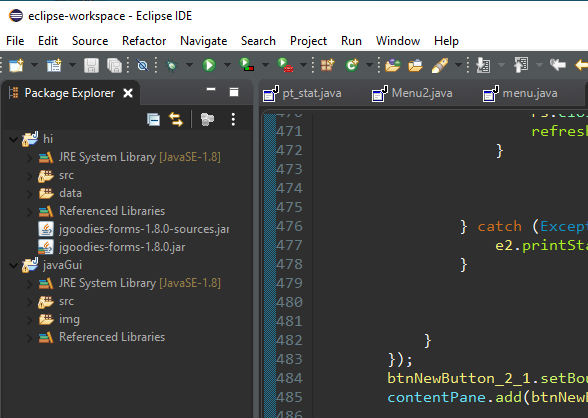 eclipse-workspace - Eclipse IDE
File Edit Source Refactor Navigate Search Project Run Window Help
Package Explorer
pt_stat.java Menu2.java menu.java
hi
JRE System Library [JavaSE-1.8]
src
data
Referenced Libraries
jgoodies-forms-1.8.0-sources.jar
jgoodies-forms-1.8.0.jar
javaGui
JRE System Library [JavaSE-1.8]
src
img
Referenced Libraries
471 refresh
472 }
473
474
475
476 } catch (Except
477 e2.printSta
478 }
479
480
481
482 }
483 });
484 btnNewButton_2_1.setBou
485 contentPane.add(btnNewB